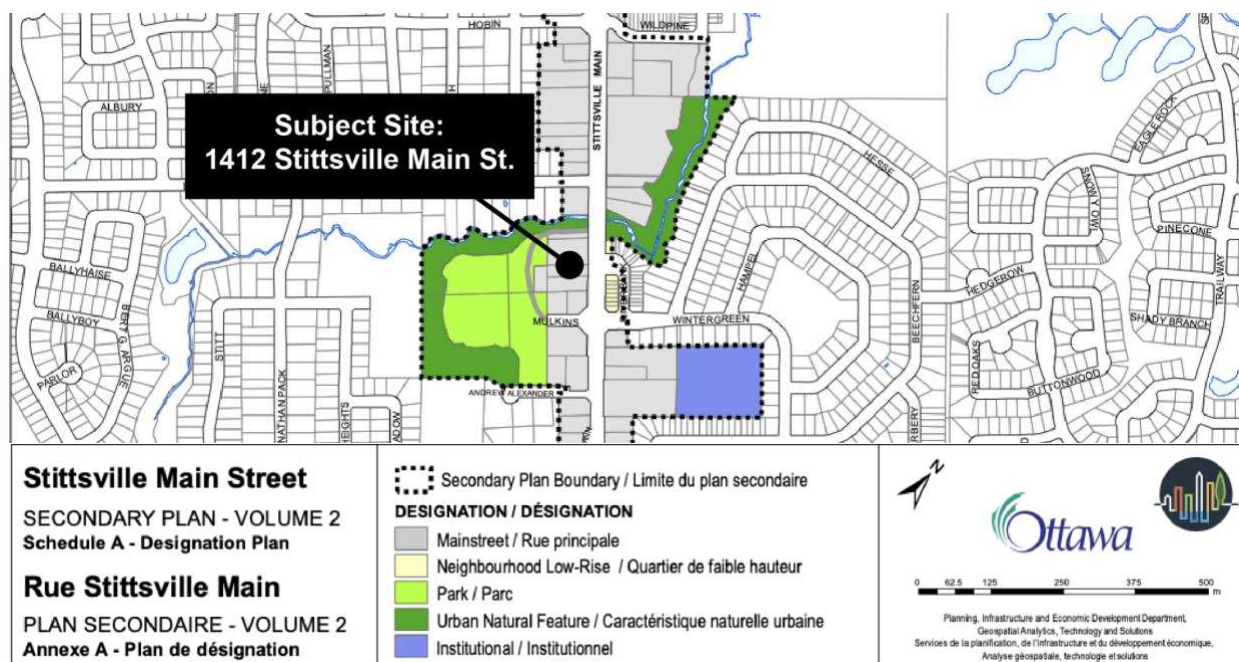 HOBIN
WILDPINE
PULLMAN
ALBURY
STITTSVILLE MAIN
Subject Site:
1412 Stittsville Main St.
EAGLE ROCK
HESSE
SNOWY OWL
PINECONE
BALLYHAISE
HAMPEL
HEDGEROW
TRAILWAY
BALLYBOY
BERT G. ARGUE
MULKINS
WINTERGREEN
BEECHFERN
SHADY BRANCH
STITT
PARLOR
RED OAKS
BUTTONWOOD
NATHAN PACK
ANDREW ALEXANDER
Stittsville Main Street
SECONDARY PLAN - VOLUME 2
Schedule A - Designation Plan
Rue Stittsville Main
PLAN SECONDAIRE - VOLUME 2
Annexe A - Plan de désignation
Secondary Plan Boundary / Limite du plan secondaire
DESIGNATION / DÉSIGNATION
Mainstreet / Rue principale
Neighbourhood Low-Rise / Quartier de faible hauteur
Park / Parc
Urban Natural Feature / Caractéristique naturelle urbaine
Institutional / Institutionnel
N
Ottawa
0 62.5 125 250 375 500
m
Planning, Infrastructure and Economic Development Department,
Geospatial Analytics, Technology and Solutions
Services de la planification, de l'infrastructure et du développement économique,
Analyse géospatiale, technologie et solutions